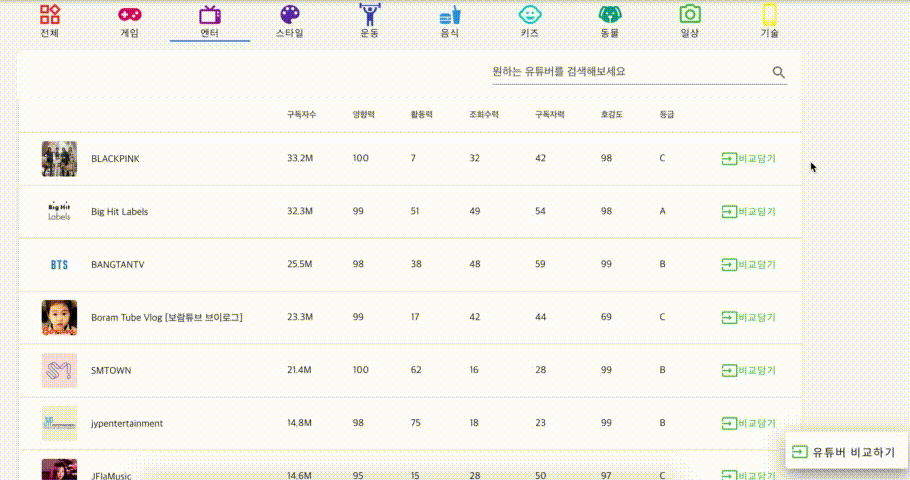 전체 게임 엔터 스타일 운동 음식 키즈 동물 일상 기술
원하는 유튜버를 검색해보세요
구독자수 영향력 활동력 조회수력 구독자력 호감도 등급
BLACKPINK 33.2M 100 7 32 42 98 C 비교담기
Big Hit Labels
Big Hit Labels 32.3M 99 51 49 54 98 A 비교담기
BTS BANGTANTV 25.5M 98 38 48 59 99 B 비교담기
Boram Tube Vlog [보람튜브 브이로그] 23.3M 99 17 42 44 69 C 비교담기
SMTOWN 21.4M 100 62 16 28 99 B 비교담기
jypentertainment 14.8M 98 75 18 23 99 B 비교담기
유튜버 비교하기
JFlaMusic 14.6M 95 15 28 50 97 C 비교담기